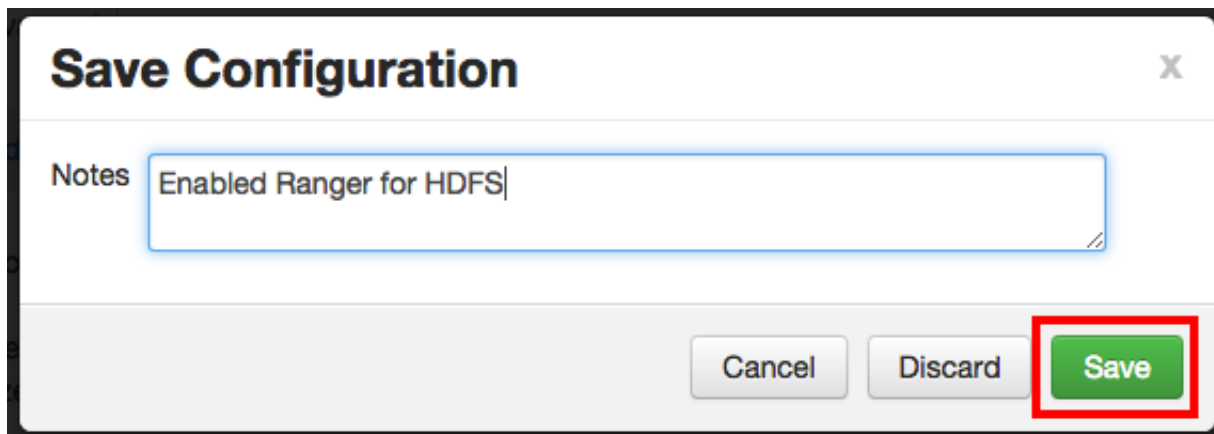 Save Configuration x
Notes Enabled Ranger for HDFS
Cancel Discard Save